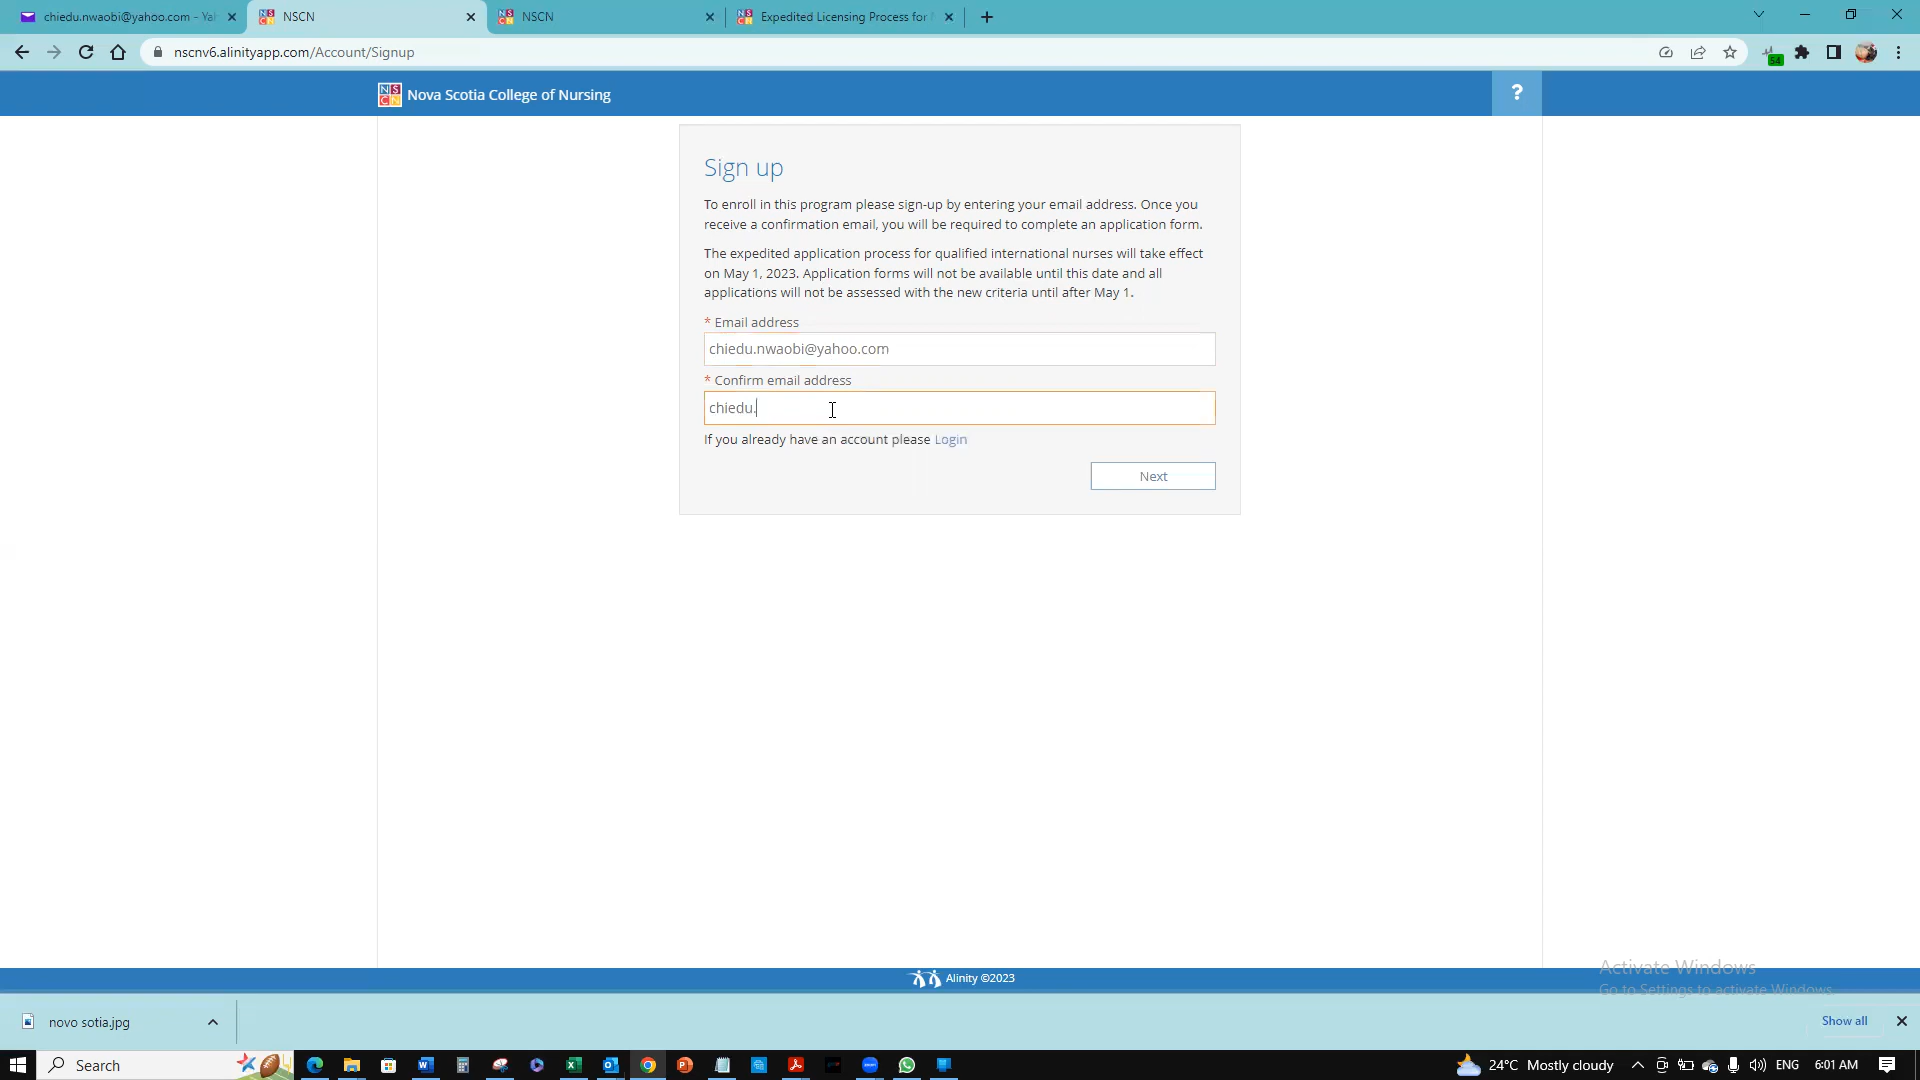 chiedu.nwaobi@yahoo.com - Yah
NSCN
NSCN
Expedited Licensing Process for
nscnv6.alinityapp.com/Account/Signup
54
NS
CN
Nova Scotia College of Nursing
?
Sign up
To enroll in this program please sign-up by entering your email address. Once you
receive a confirmation email, you will be required to complete an application form.
The expedited application process for qualified international nurses will take effect
on May 1, 2023. Application forms will not be available until this date and all
applications will not be assessed with the new criteria until after May 1.
* Email address
chiedu.nwaobi@yahoo.com
* Confirm email address
chiedu.
If you already have an account please Login
Next
Activate Windows
Go to Settings to activate Windows.
Alinity ©2023
novo sotia.jpg
Show all
Search
24°C Mostly cloudy
ENG
6:01 AM